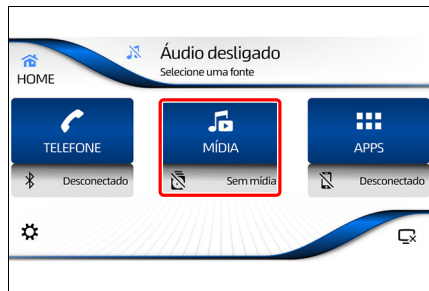 Áudio desligado
Selecione uma fonte
HOME
TELEFONE
MÍDIA
APPS
Desconectado
Sem mídia
Desconectado